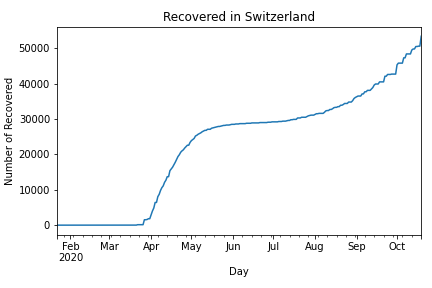 Recovered in Switzerland
Number of Recovered
50000
40000
30000
20000
10000
0
Feb Mar Apr May Jun Jul Aug Sep Oct
2020
Day